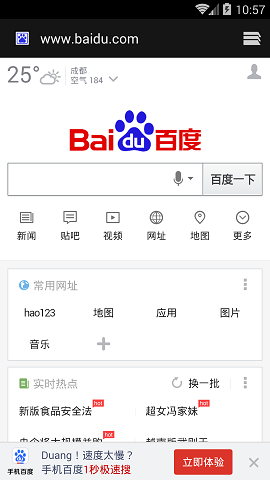 10:57
www.baidu.com
25° 成都
空气 184
Bai du 百度
百度一下
新闻 贴吧 视频 网址 地图 更多
常用网址
hao123 地图 应用 图片
音乐
实时热点 换一批
新版食品安全法 hot 超女冯家妹 hot
Duang！速度太慢？
手机百度1秒极速搜
手机百度
立即体验